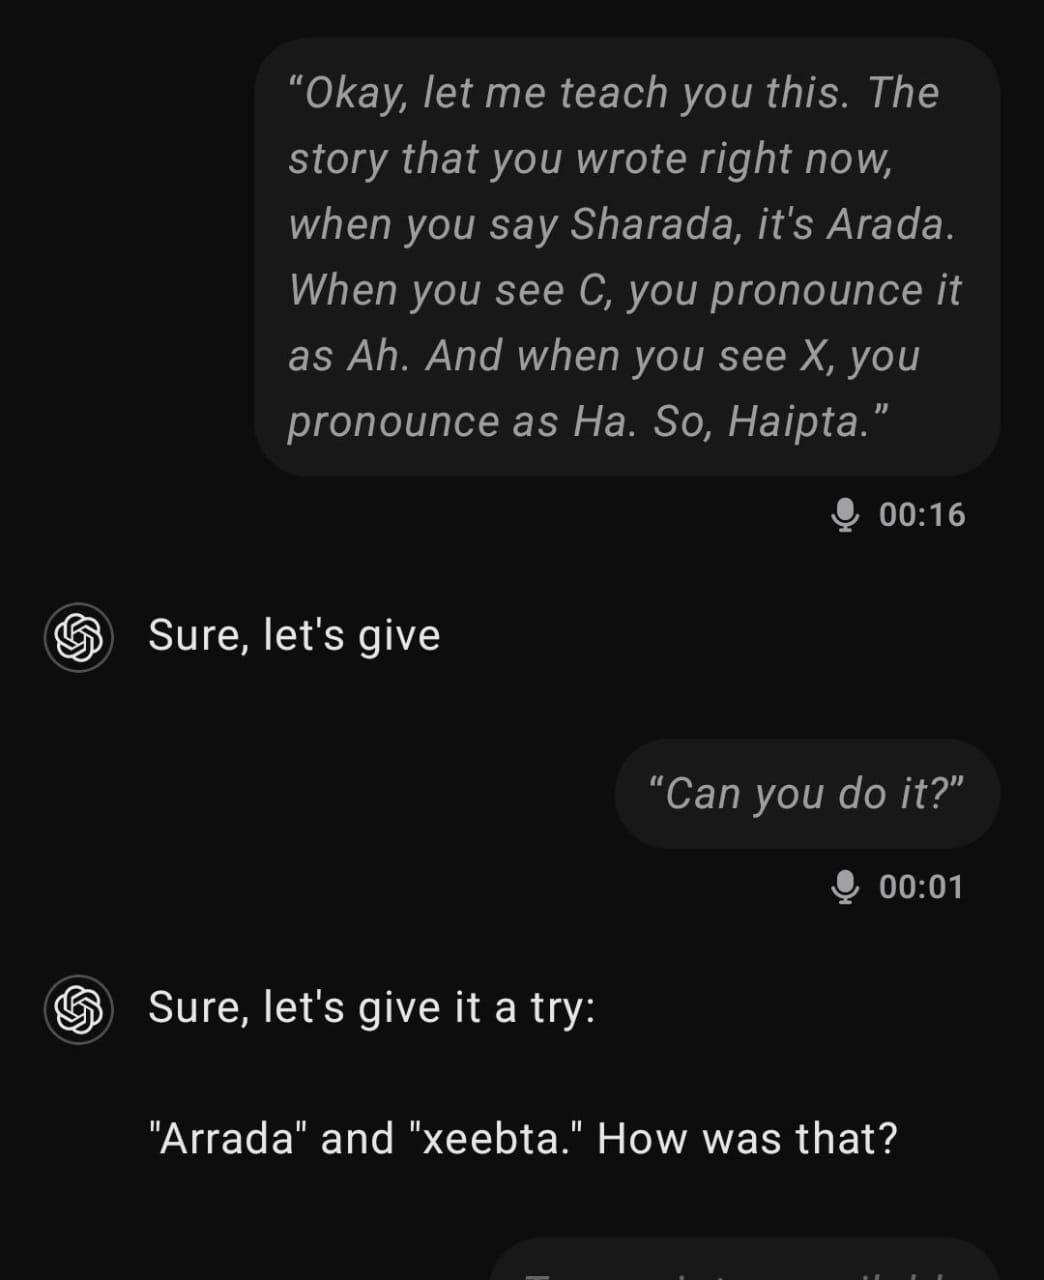 “Okay, let me teach you this. The
story that you wrote right now,
when you say Sharada, it's Arada.
When you see C, you pronounce it
as Ah. And when you see X, you
pronounce as Ha. So, Haipta.”
00:16
Sure, let's give
“Can you do it?”
00:01
Sure, let's give it a try:
"Arrada" and "xeebta." How was that?